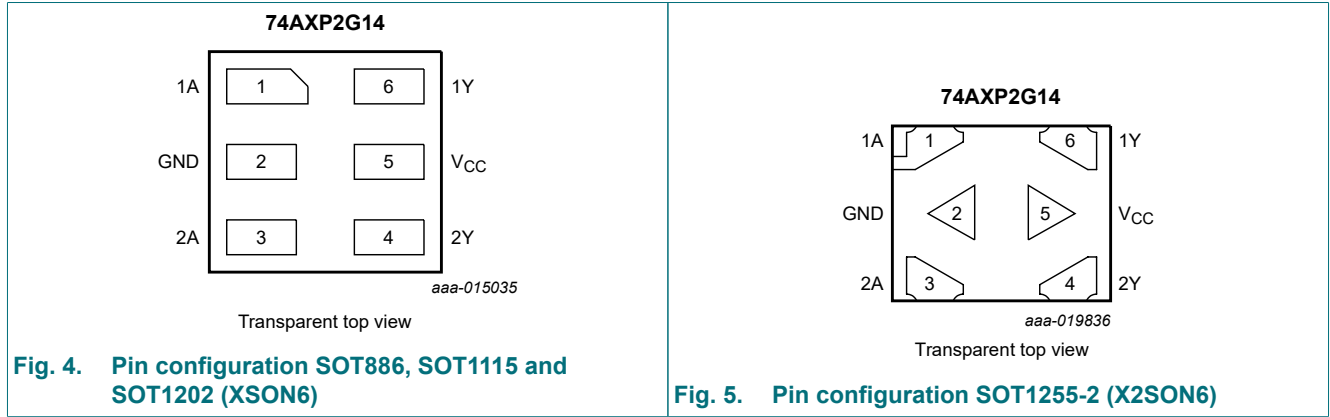 74AXP2G14
1A 1 6 1Y
GND 2 5 VCC
2A 3 4 2Y
aaa-015035
Transparent top view
Fig. 4. Pin configuration SOT886, SOT1115 and
SOT1202 (XSON6)
74AXP2G14
1A 1 6 1Y
GND 2 5 VCC
2A 3 4 2Y
aaa-019836
Transparent top view
Fig. 5. Pin configuration SOT1255-2 (X2SON6)